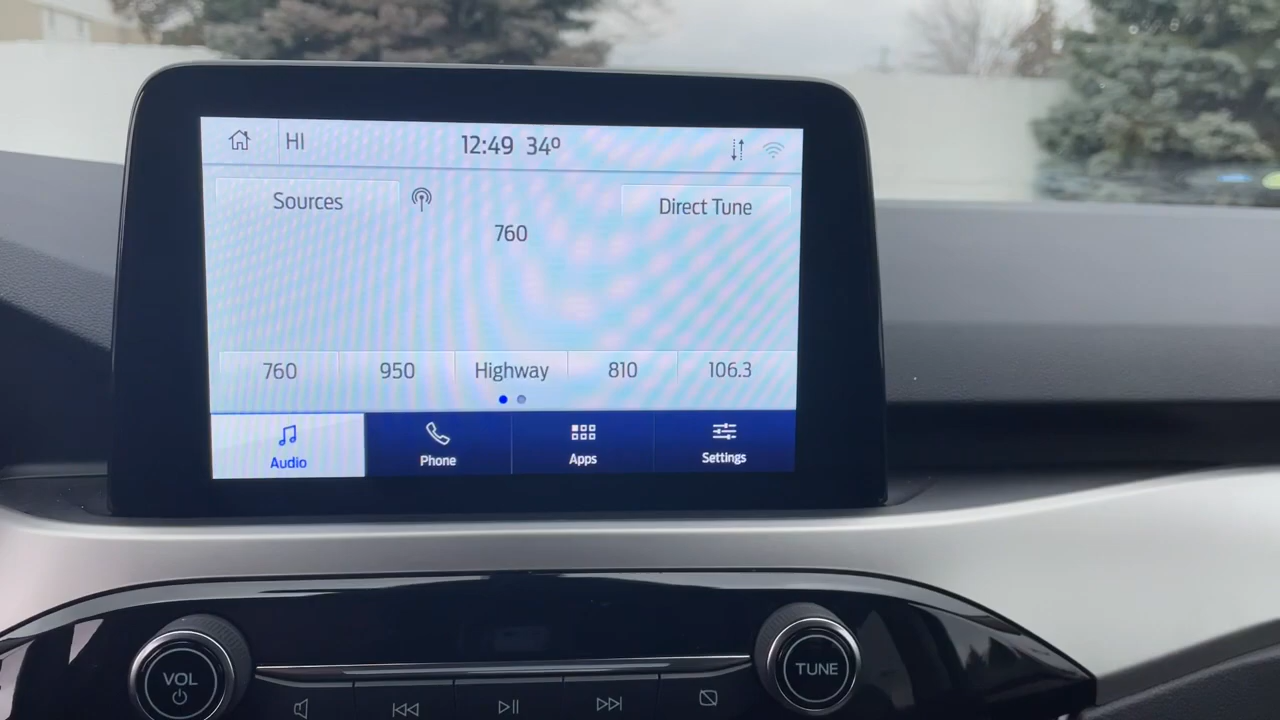 HI 12:49 34º
Sources Direct Tune
760
760 950 Highway 810 106.3
Audio Phone Apps Settings
VOL TUNE